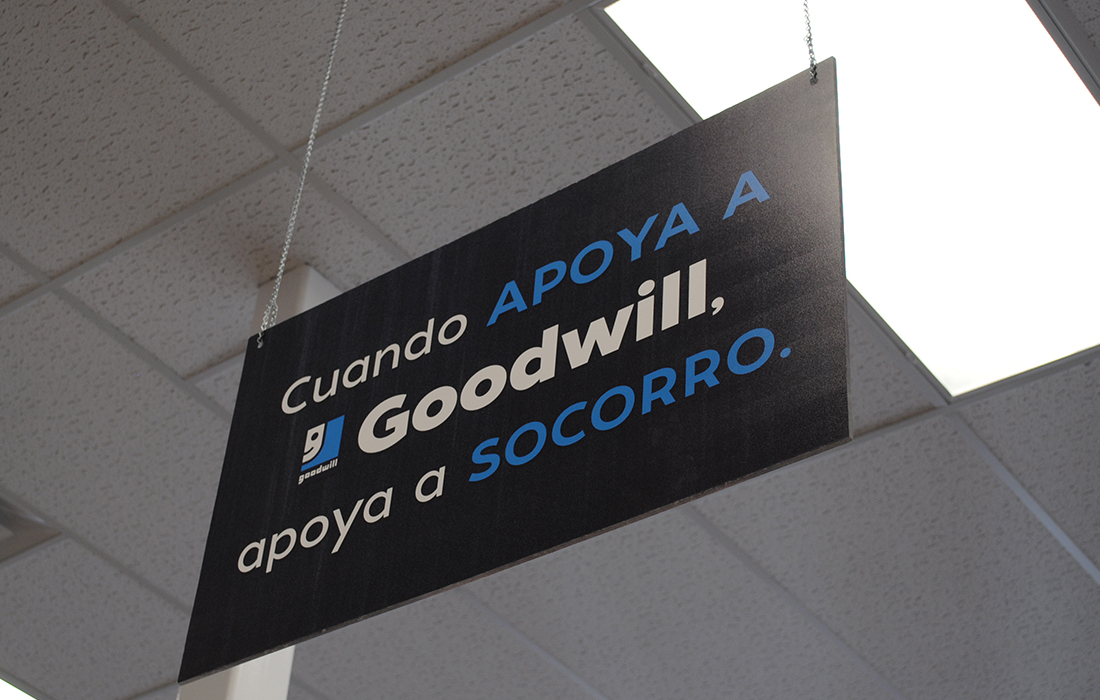 Cuando APOYA A
goodwill Goodwill,
apoya a SOCORRO.